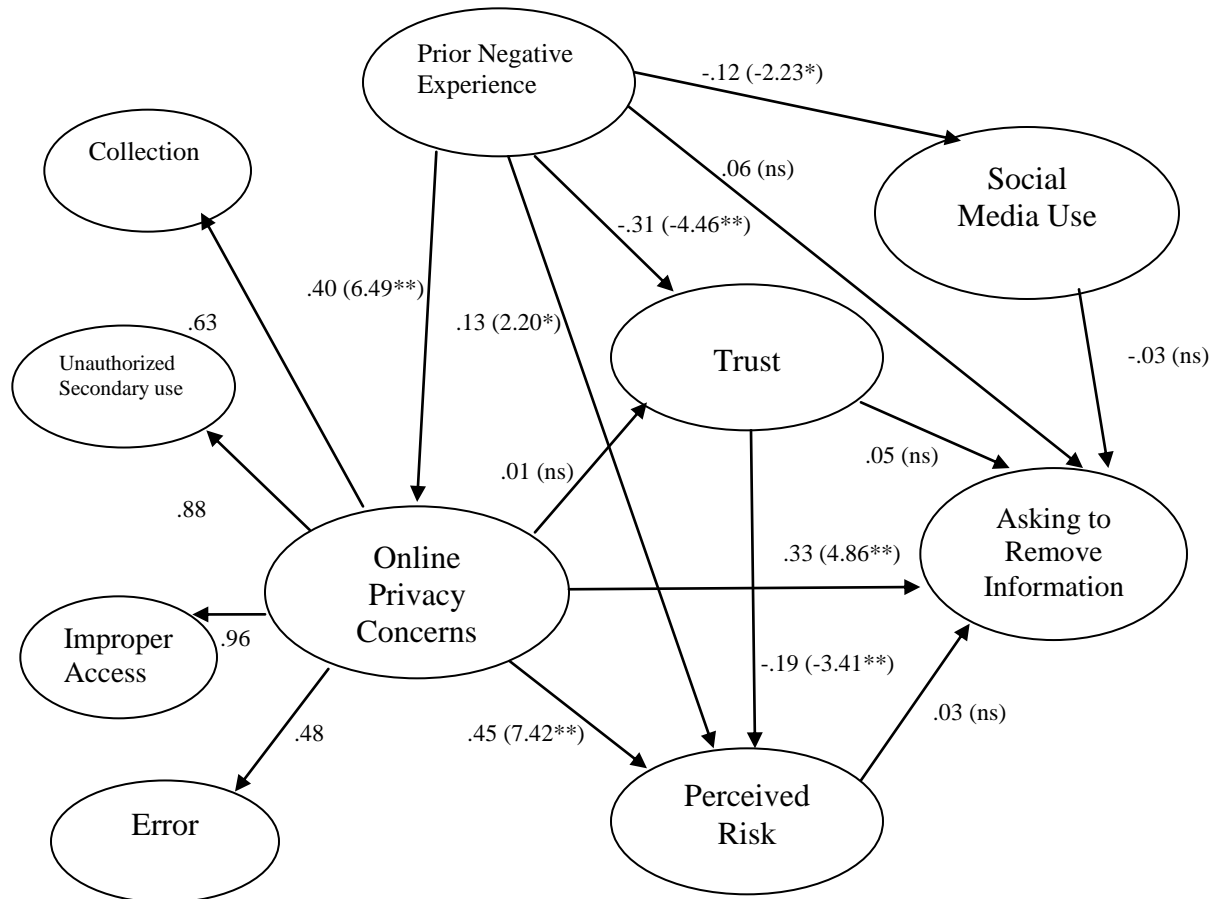 Prior Negative
Experience
-.12 (-2.23*)
Collection
.06 (ns)
Social
Media Use
-.31 (-4.46**)
.40 (6.49**)
.63
.13 (2.20*)
Unauthorized
Secondary use
Trust
-.03 (ns)
.01 (ns)
.05 (ns)
.88
Asking to
Remove
Information
Online
Privacy
Concerns
.33 (4.86**)
Improper
Access
.96
-.19 (-3.41**)
.48
.45 (7.42**)
.03 (ns)
Error
Perceived
Risk